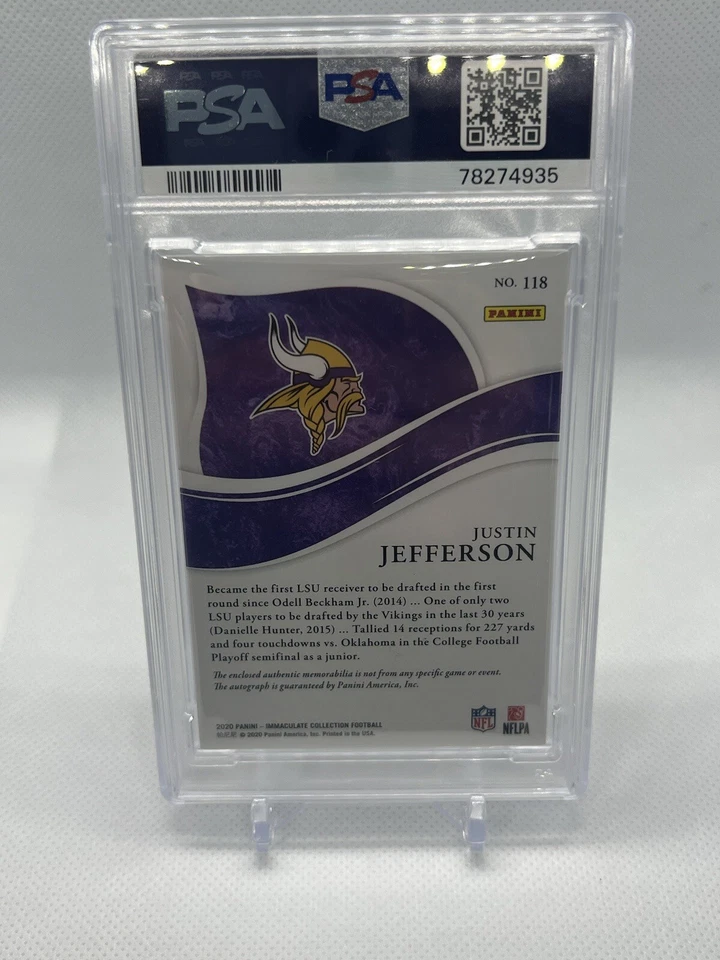 PSA PSA PSA
PSA
PSA
PSA
78274935
NO. 118
PANINI
JUSTIN
JEFFERSON
Became the first LSU receiver to be drafted in the first
round since Odell Beckham Jr. (2014) ... One of only two
LSU players to be drafted by the Vikings in the last 30 years
(Danielle Hunter, 2015) ... Tallied 14 receptions for 227 yards
and four touchdowns vs. Oklahoma in the College Football
Playoff semifinal as a junior.
The enclosed authentic memorabilia is not from any specific game or event.
The autograph is guaranteed by Panini America, Inc.
2020 PANINI – IMMACULATE COLLECTION FOOTBALL
© 2020 Panini America, Inc. Printed in the USA.
NFL
NFLPA